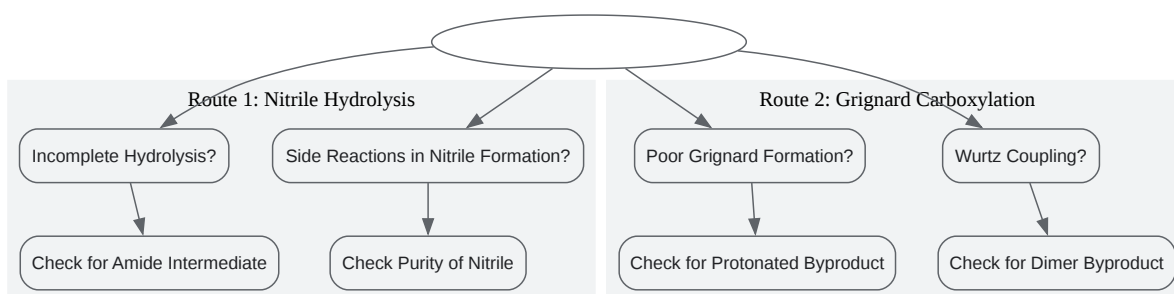 Route 1: Nitrile Hydrolysis
Route 2: Grignard Carboxylation
Incomplete Hydrolysis?
Side Reactions in Nitrile Formation?
Poor Grignard Formation?
Wurtz Coupling?
Check for Amide Intermediate
Check Purity of Nitrile
Check for Protonated Byproduct
Check for Dimer Byproduct